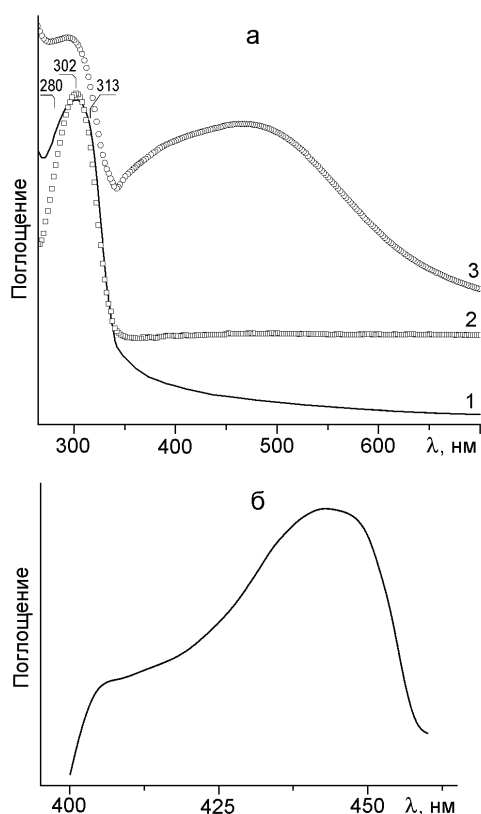 а
302
280
313
Поглощение
3
2
1
300
400
500
600
λ, нм
б
Поглощение
400
425
450
λ, нм